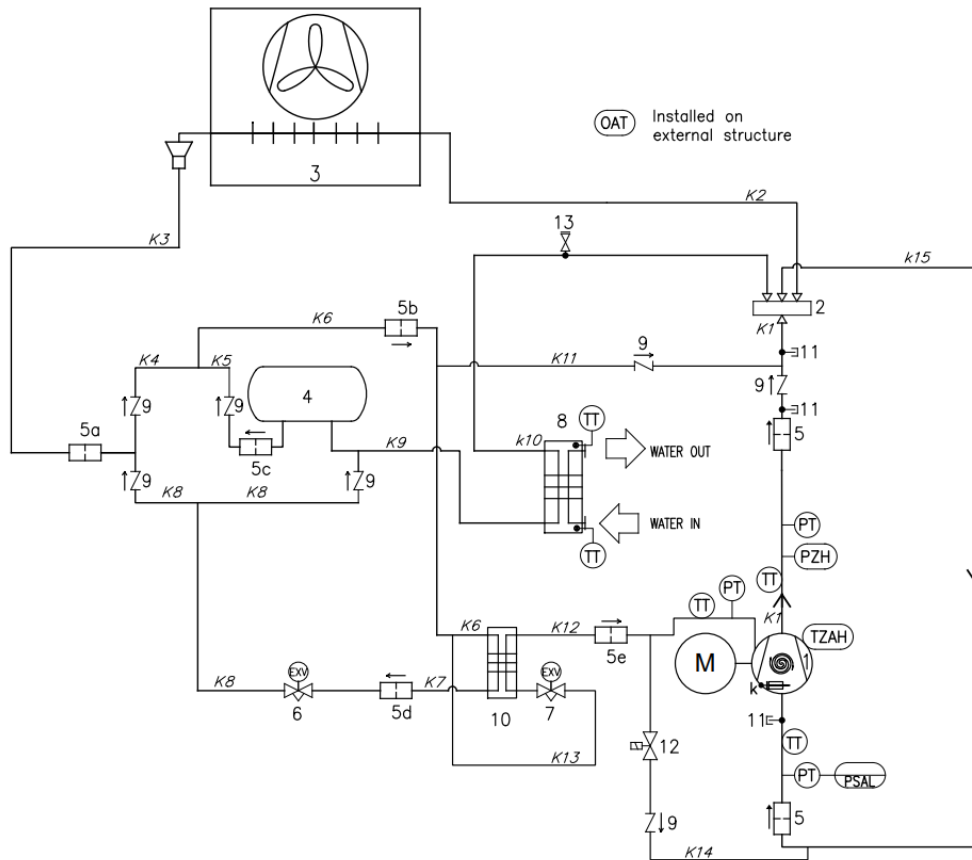 OAT
Installed on
external structure
3
K2
K3
13
k15
2
K1
K6
5b
11
K4
K5
K11
9
9
4
9
9
11
8
TT
5
5a
5c
K9
k10
WATER OUT
9
K8
K8
9
WATER IN
TT
PT
PZH
TT
PT
TT
K1
K6
K12
TZAH
5e
M
1
k
K8
EXV
K7
EXV
6
5d
10
7
11
TT
12
K13
PT
PSAL
9
5
K14